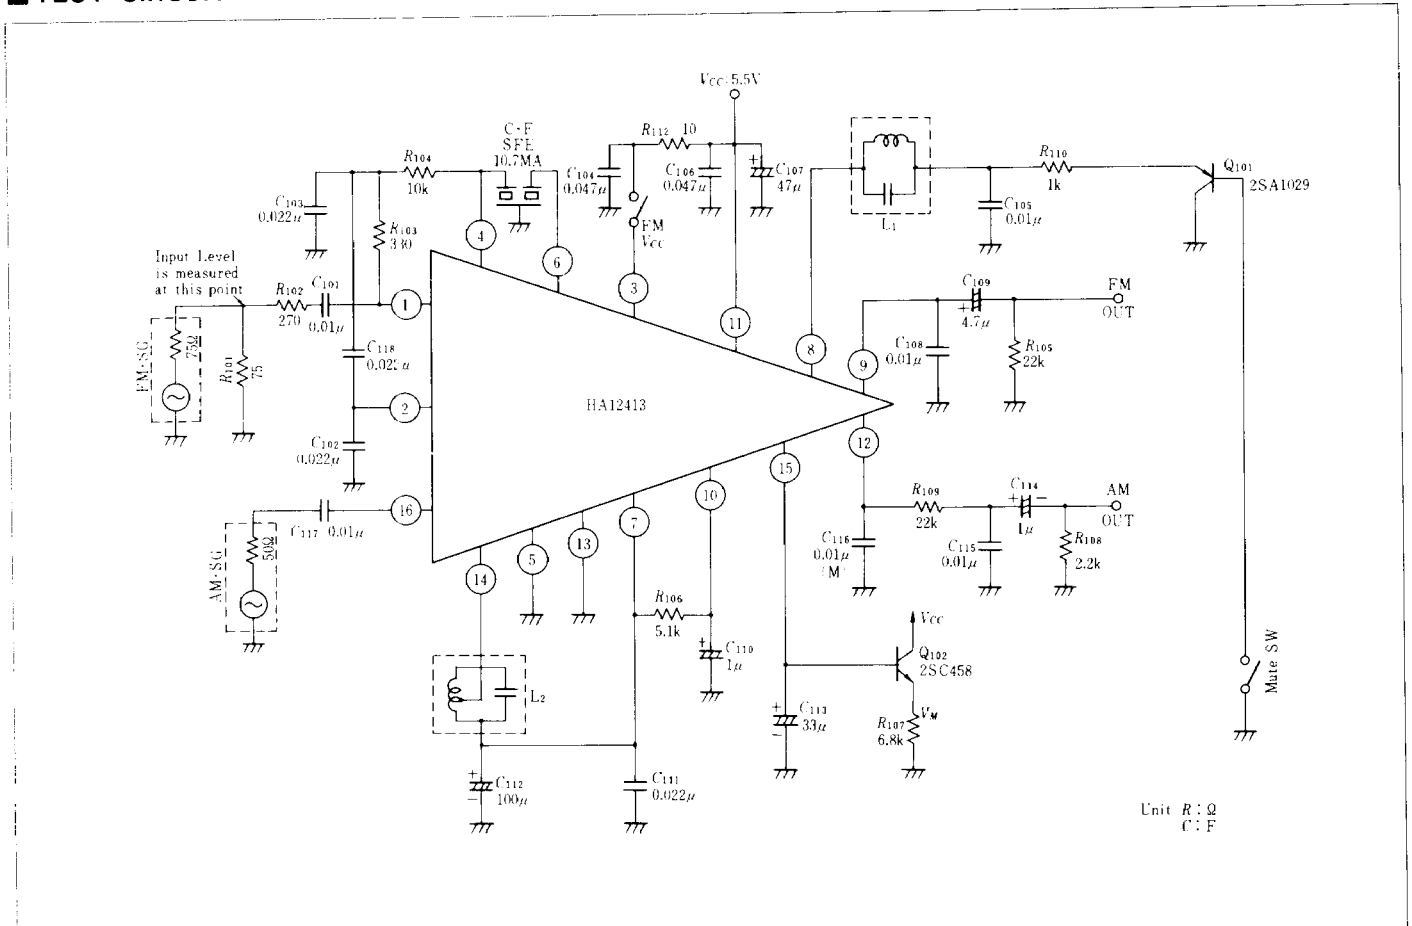 Vcc: 5.5V
C·F
SFE
10.7MA
R104
10k
C103
0.022μ
R103
330
4
6
C104
0.047μ
R112 10
C106
0.047μ
C107
47μ
+
FM
Vcc
3
11
L1
R110
1k
C105
0.01μ
Q101
2SA1029
Input Level
is measured
at this point
R102
270
C101
0.01μ
1
FM·SG
75Ω
R101
75
C118
0.022μ
2
C102
0.022μ
HA12413
8
9
C108
0.01μ
C109
+
4.7μ
R105
22k
FM
OUT
12
15
10
7
13
5
14
16
C117 0.01μ
AM·SG
50Ω
R109
22k
C114
+ −
1μ
AM
OUT
C116
0.01μ
(M)
C115
0.01μ
R108
2.2k
R106
5.1k
+
C110
1μ
L2
Vcc
Q102
2SC458
VM
R107
6.8k
+
C113
33μ
−
+
C112
100μ
−
C111
0.022μ
Mute SW
Unit R : Ω
C : F